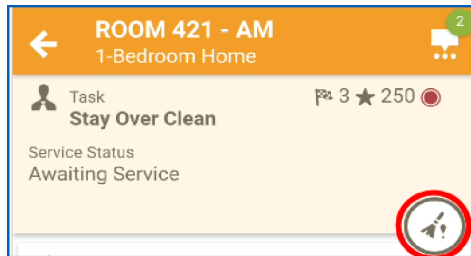 ROOM 421 - AM
1-Bedroom Home
2
Task
3 250
Stay Over Clean
Service Status
Awaiting Service